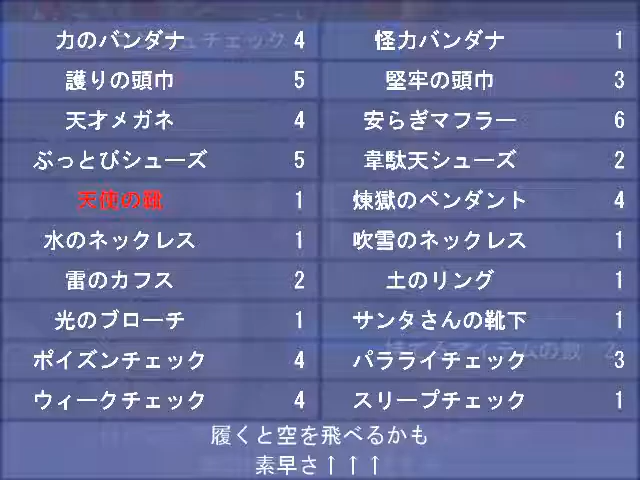 力のバンダナ 4 怪力バンダナ 1
護りの頭巾 5 堅牢の頭巾 3
天才メガネ 4 安らぎマフラー 6
ぶっとびシューズ 5 韋駄天シューズ 2
天使の靴 1 煉獄のペンダント 4
水のネックレス 1 吹雪のネックレス 1
雷のカフス 2 土のリング 1
光のブローチ 1 サンタさんの靴下 1
ポイズンチェック 4 パラライチェック 3
ウィークチェック 4 スリープチェック 1
履くと空を飛べるかも
素早さ↑↑↑